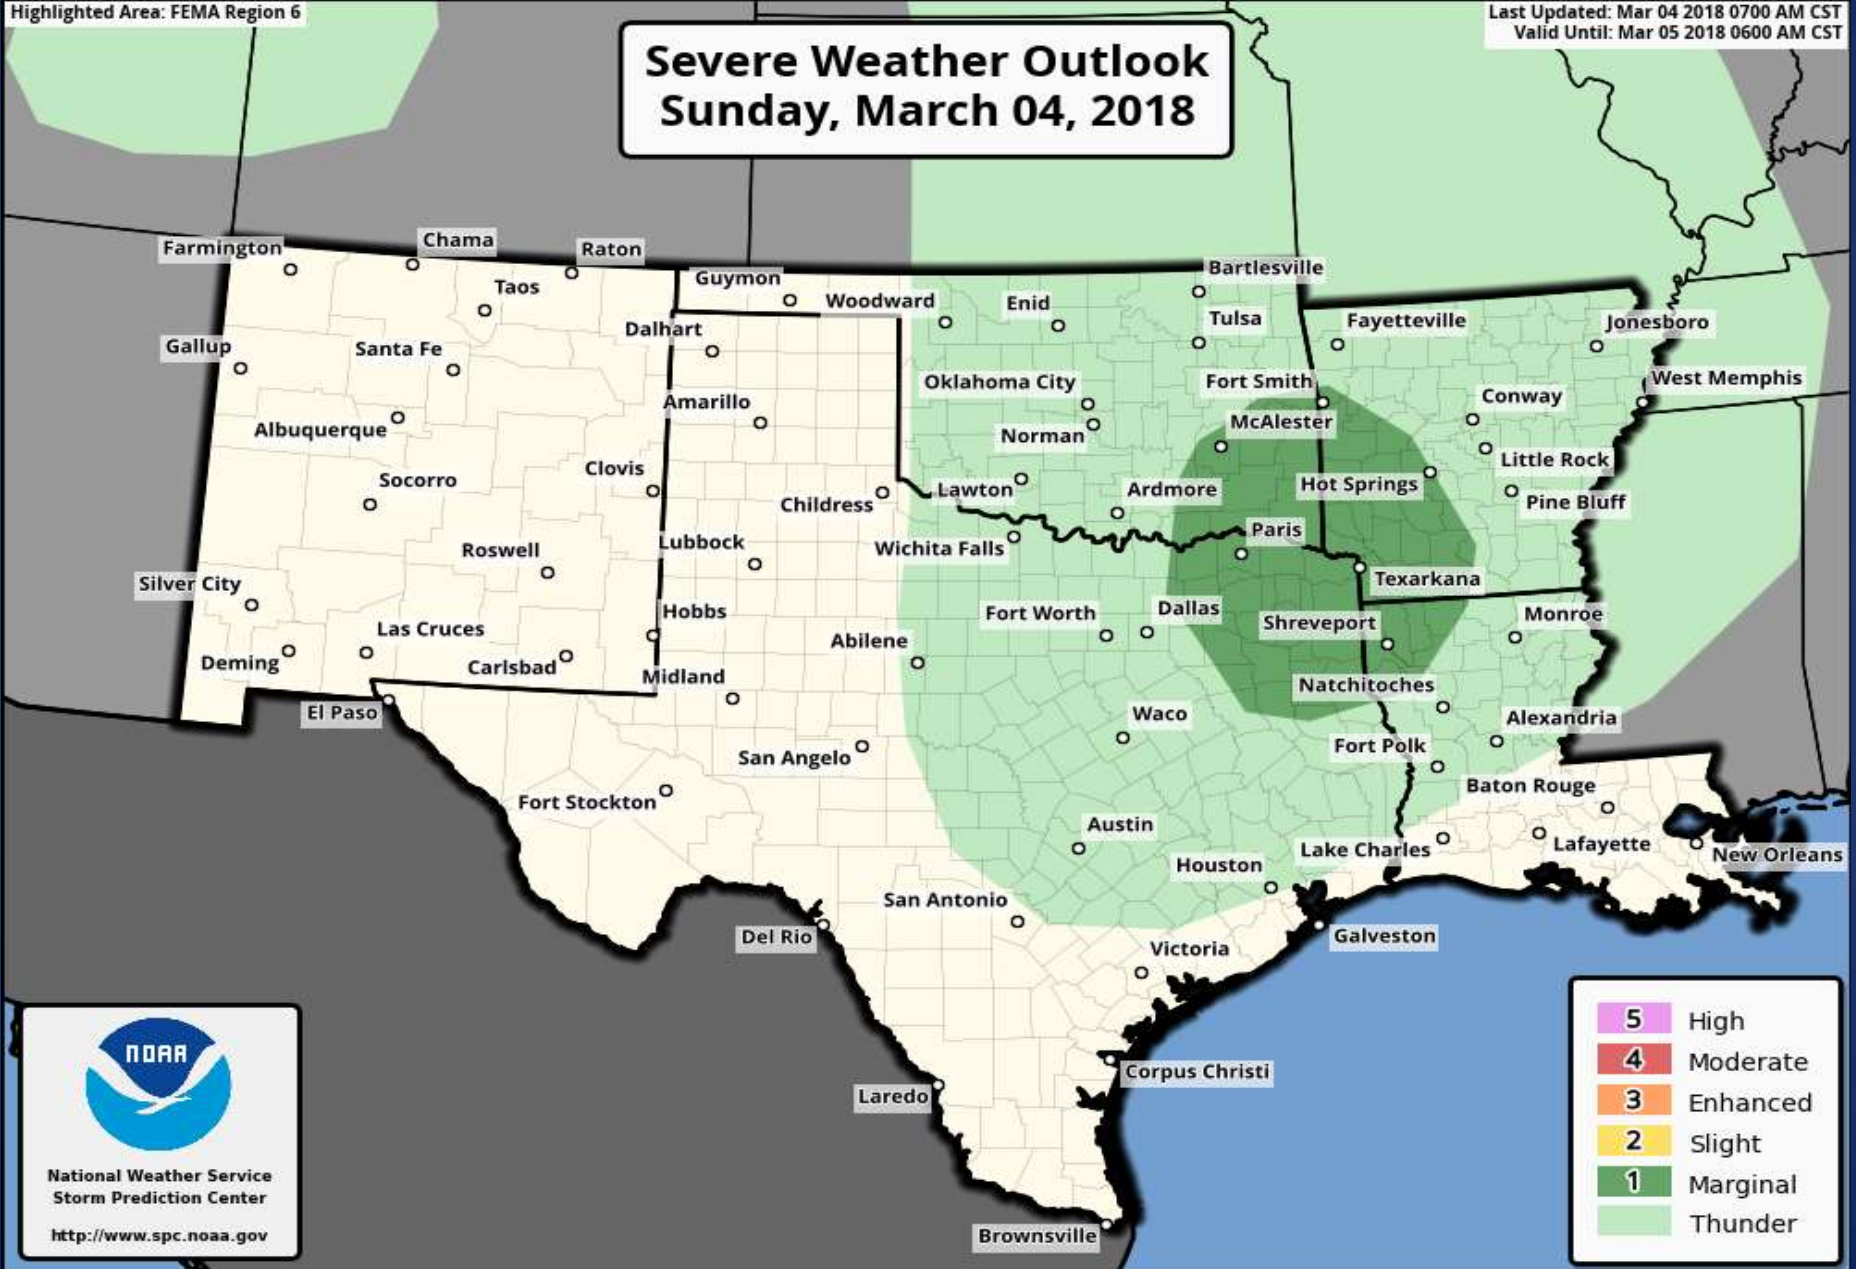 Highlighted Area: FEMA Region 6
Last Updated: Mar 04 2018 0700 AM CST
Valid Until: Mar 05 2018 0600 AM CST
Severe Weather Outlook
Sunday, March 04, 2018
Farmington
Chama
Raton
Taos
Guymon
Woodward
Enid
Bartlesville
Tulsa
Fayetteville
Jonesboro
Gallup
Santa Fe
Dalhart
Oklahoma City
Fort Smith
West Memphis
Albuquerque
Amarillo
Norman
McAlester
Conway
Socorro
Clovis
Childress
Lawton
Ardmore
Hot Springs
Little Rock
Pine Bluff
Roswell
Lubbock
Wichita Falls
Paris
Texarkana
Silver City
Hobbs
Fort Worth
Dallas
Shreveport
Monroe
Las Cruces
Deming
Carlsbad
Midland
Abilene
Natchitoches
El Paso
Waco
Alexandria
San Angelo
Fort Polk
Fort Stockton
Baton Rouge
Austin
Houston
Lake Charles
Lafayette
New Orleans
San Antonio
Del Rio
Victoria
Galveston
Laredo
Corpus Christi
Brownsville
NOAA
National Weather Service
Storm Prediction Center
http://www.spc.noaa.gov
5 High
4 Moderate
3 Enhanced
2 Slight
1 Marginal
Thunder